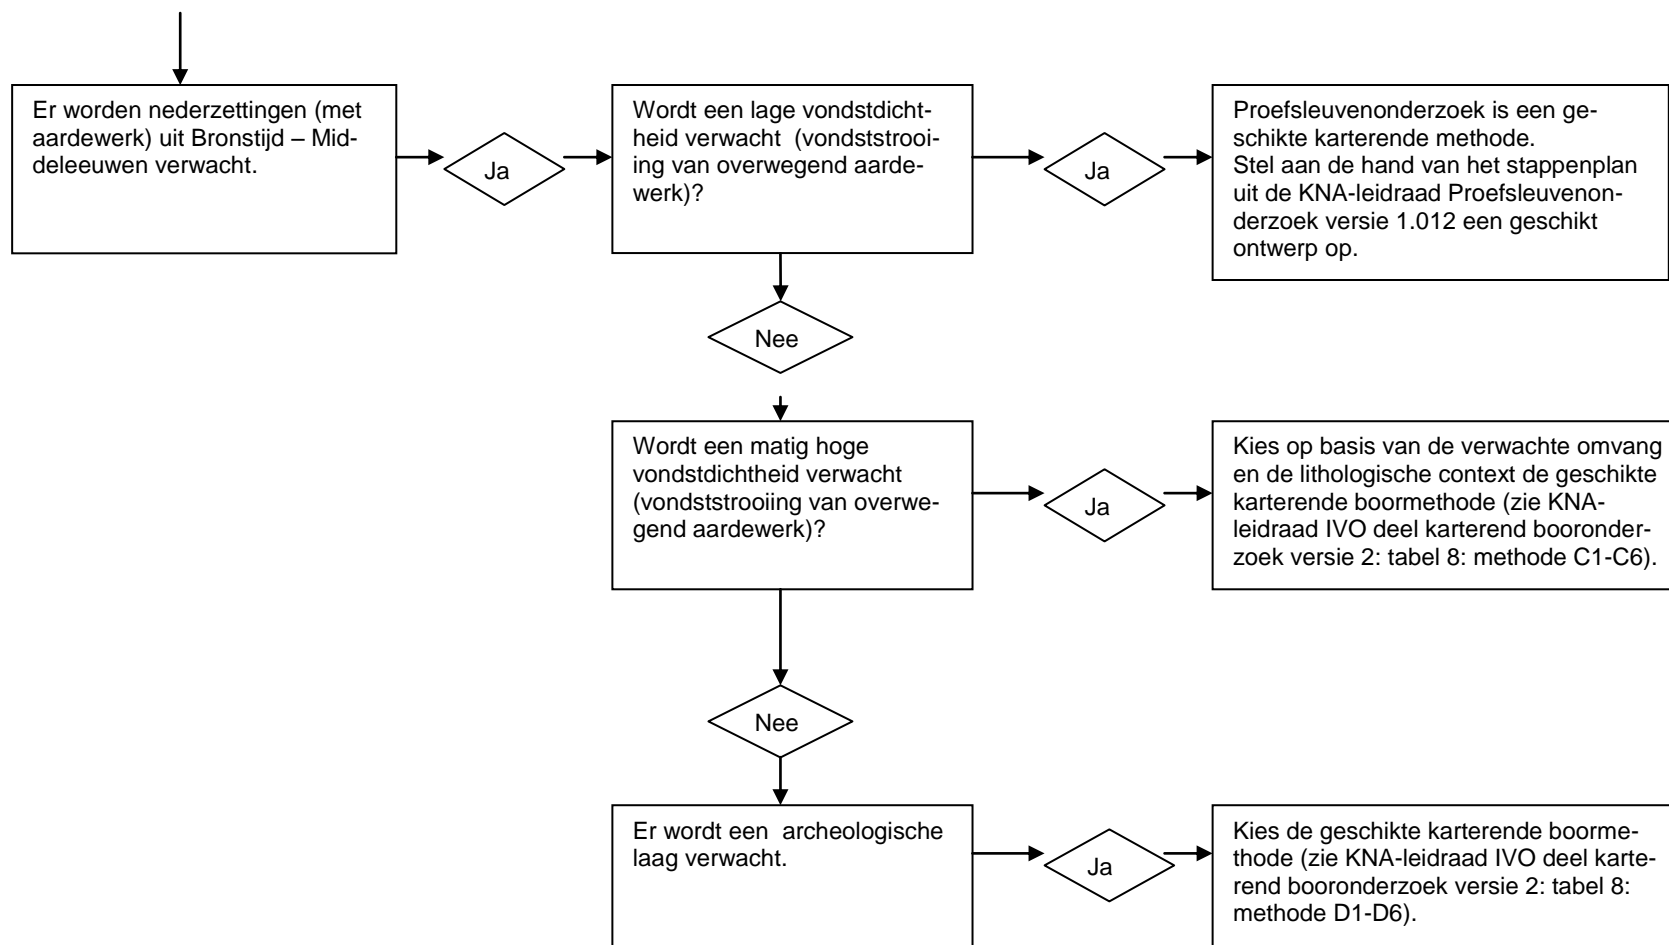 Er worden nederzettingen (met
aardewerk) uit Bronstijd – Mid-
deleeuwen verwacht.
Ja
Wordt een lage vondstdicht-
heid verwacht (vondststrooi-
ing van overwegend aarde-
werk)?
Ja
Proefsleuvenonderzoek is een ge-
schikte karterende methode.
Stel aan de hand van het stappenplan
uit de KNA-leidraad Proefsleuvenon-
derzoek versie 1.012 een geschikt
ontwerp op.
Nee
Wordt een matig hoge
vondstdichtheid verwacht
(vondststrooiing van overwe-
gend aardewerk)?
Ja
Kies op basis van de verwachte omvang
en de lithologische context de geschikte
karterende boormethode (zie KNA-
leidraad IVO deel karterend booronder-
zoek versie 2: tabel 8: methode C1-C6).
Nee
Er wordt een archeologische
laag verwacht.
Ja
Kies de geschikte karterende boorme-
thode (zie KNA-leidraad IVO deel karte-
rend booronderzoek versie 2: tabel 8:
methode D1-D6).